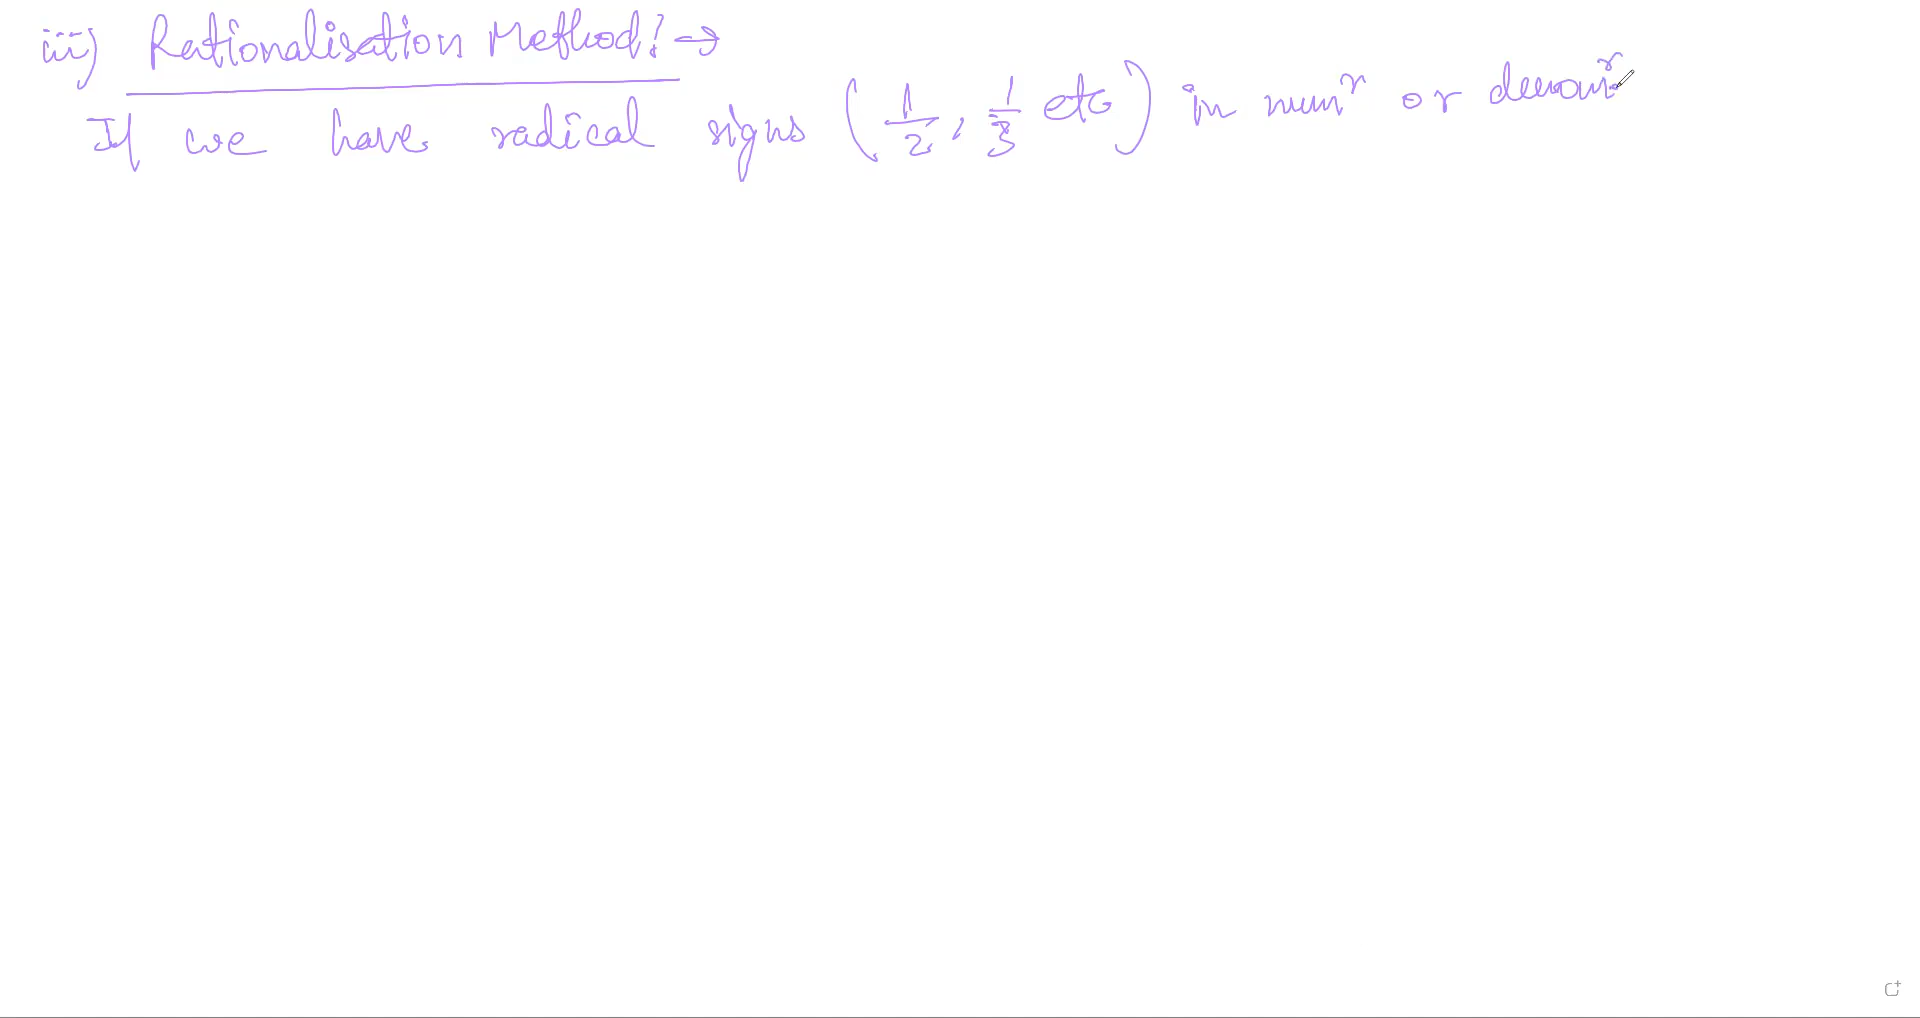 iii) Rationalisation Method: →
If we have radical signs (1/2, 1/3 etc) in numʳ or denomʳ